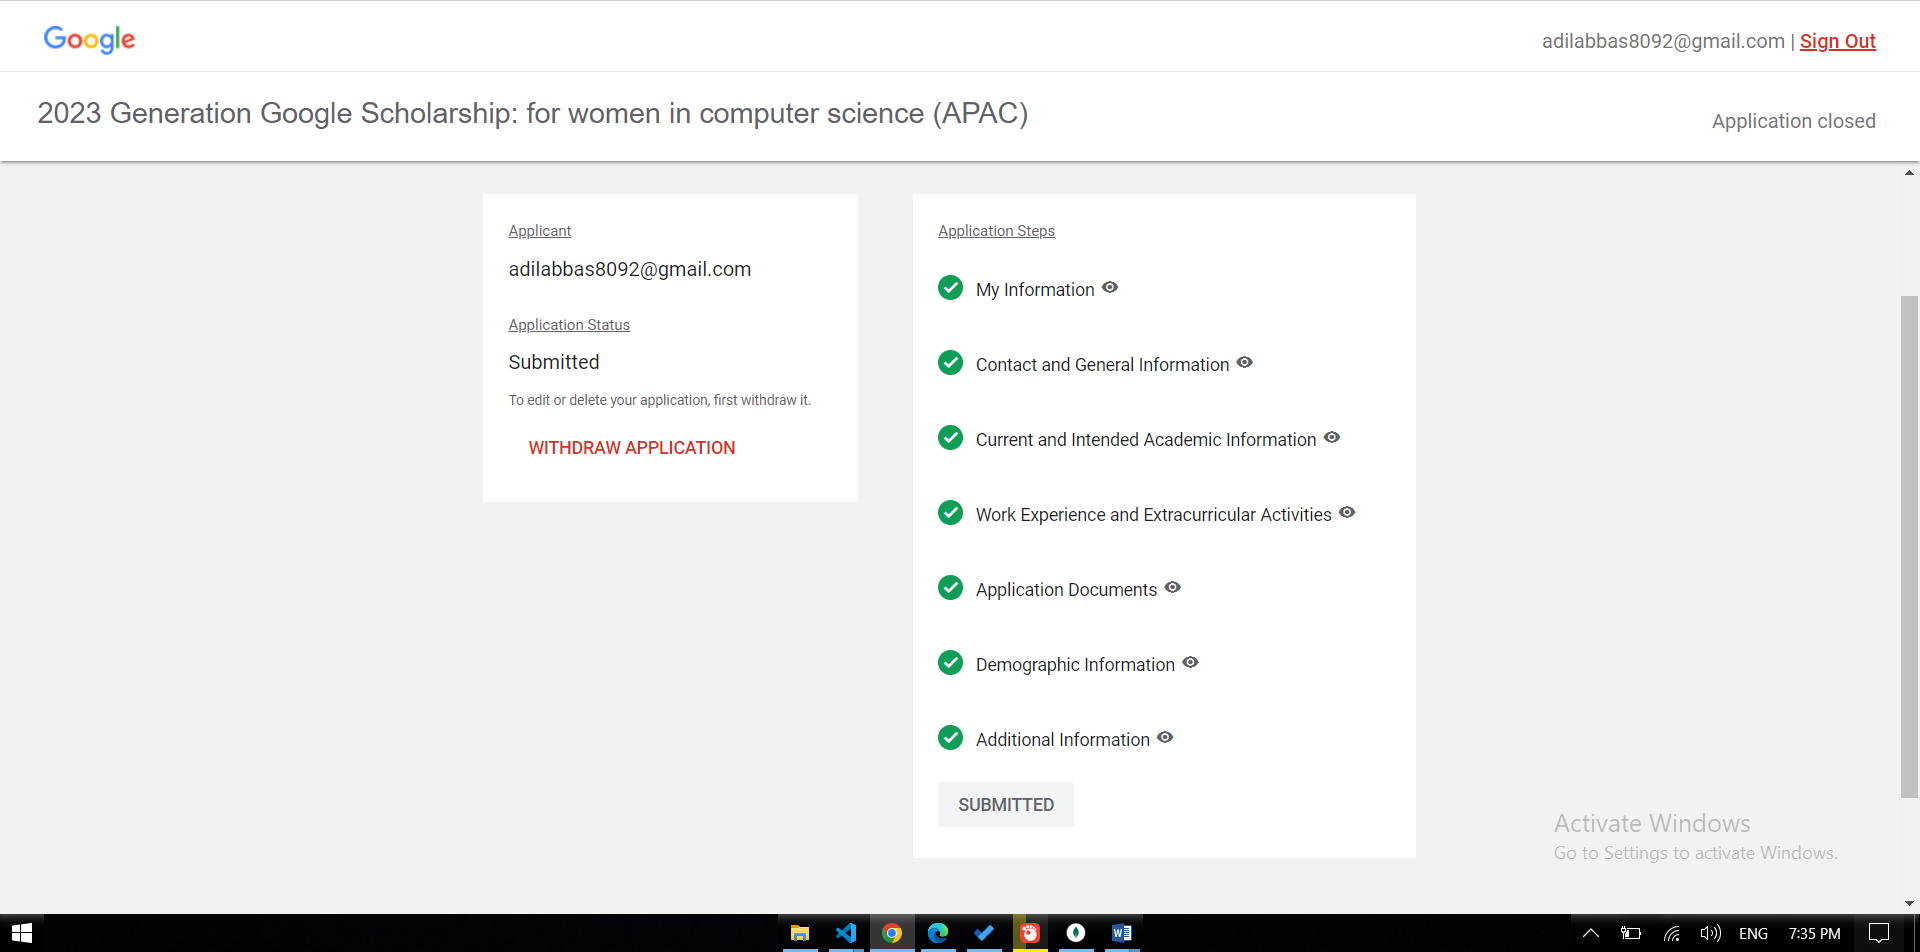 Google
adilabbas8092@gmail.com | Sign Out
2023 Generation Google Scholarship: for women in computer science (APAC)
Application closed
Applicant
adilabbas8092@gmail.com
Application Status
Submitted
To edit or delete your application, first withdraw it.
WITHDRAW APPLICATION
Application Steps
My Information
Contact and General Information
Current and Intended Academic Information
Work Experience and Extracurricular Activities
Application Documents
Demographic Information
Additional Information
SUBMITTED
Activate Windows
Go to Settings to activate Windows.
ENG
7:35 PM